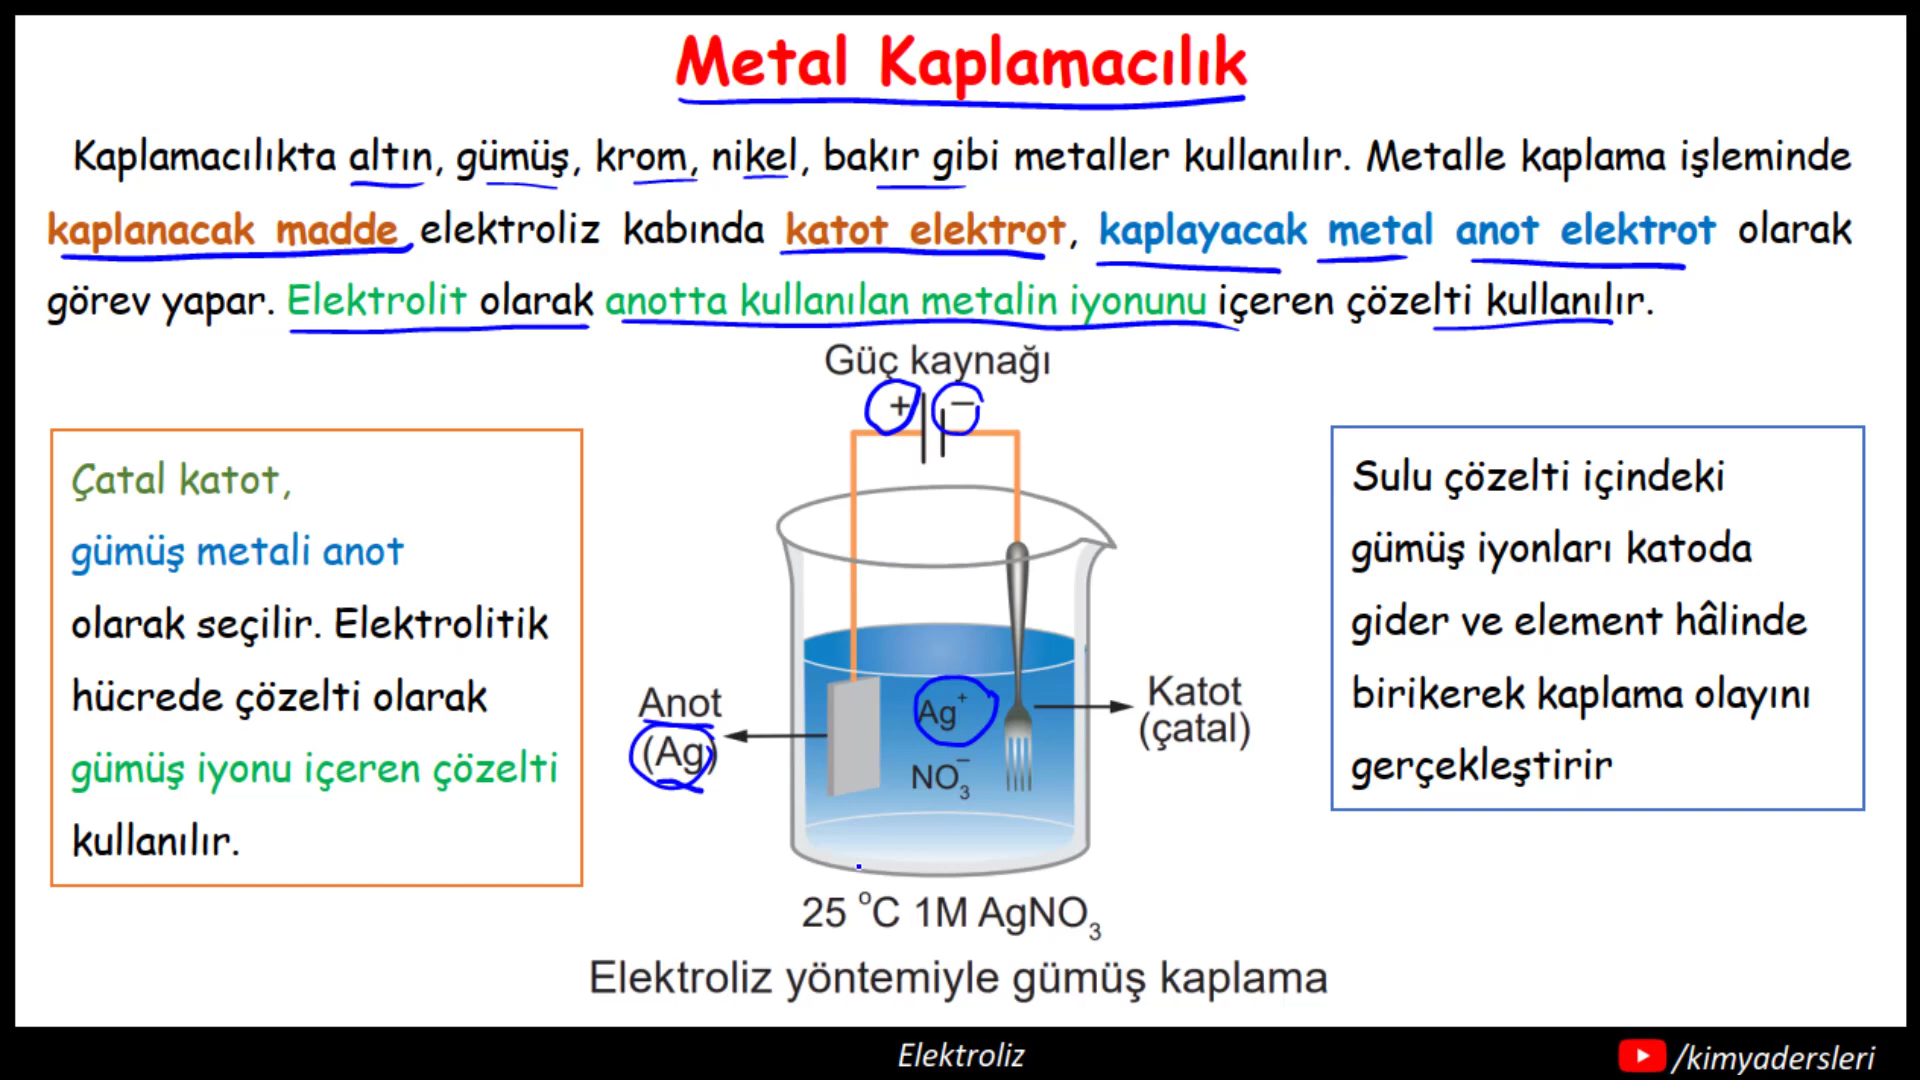 Metal Kaplamacılık
Kaplamacılıkta altın, gümüş, krom, nikel, bakır gibi metaller kullanılır. Metalle kaplama işleminde
kaplanacak madde elektroliz kabında katot elektrot, kaplayacak metal anot elektrot olarak
görev yapar. Elektrolit olarak anotta kullanılan metalin iyonunu içeren çözelti kullanılır.
Güç kaynağı
+ −
Çatal katot,
gümüş metali anot
olarak seçilir. Elektrolitik
hücrede çözelti olarak
gümüş iyonu içeren çözelti
kullanılır.
Anot
(Ag)
Ag⁺
NO₃⁻
Katot
(çatal)
25 °C 1M AgNO₃
Elektroliz yöntemiyle gümüş kaplama
Sulu çözelti içindeki
gümüş iyonları katoda
gider ve element hâlinde
birikerek kaplama olayını
gerçekleştirir
Elektroliz
/kimyadersleri